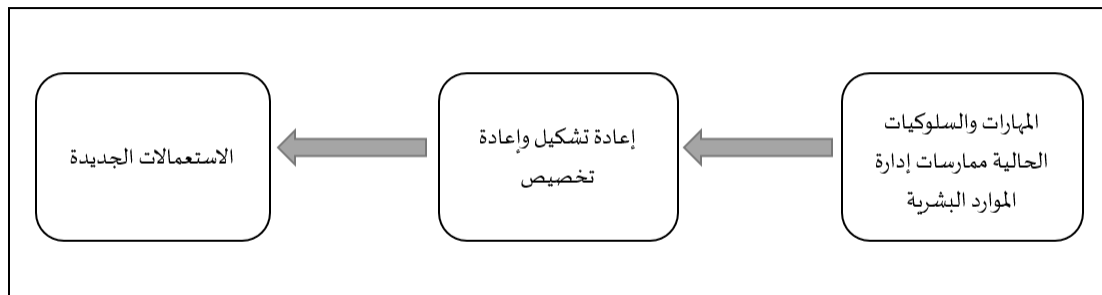 المهارات والسلوكيات
الحالية ممارسات إدارة
الموارد البشرية
إعادة تشكيل وإعادة
تخصيص
الاستعمالات الجديدة